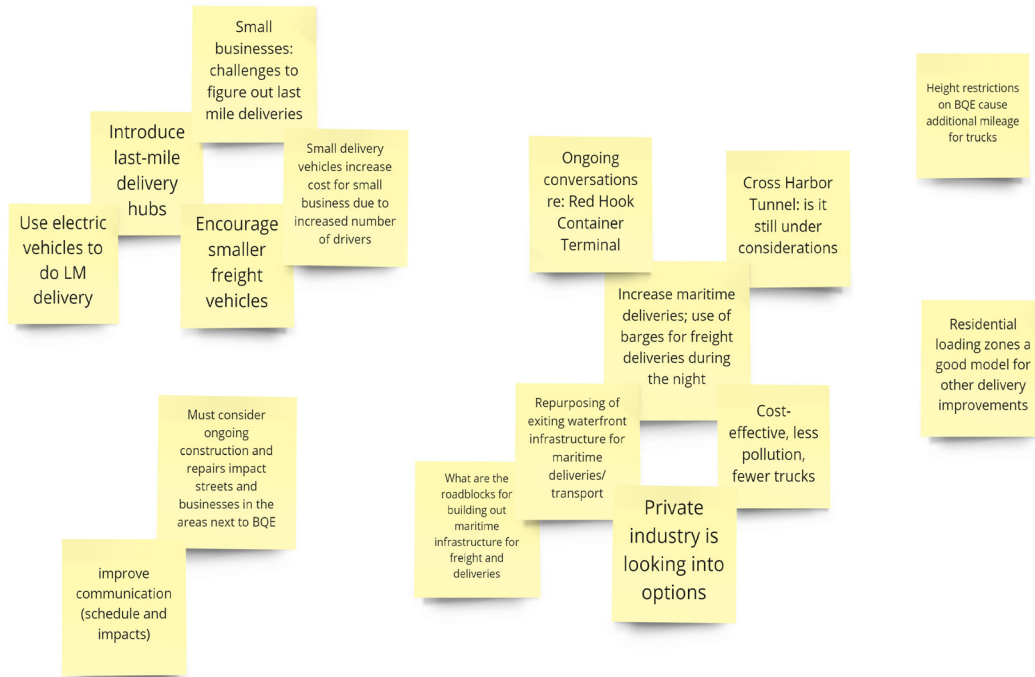 Small
businesses:
challenges to
figure out last
mile deliveries
Introduce
last-mile
delivery
hubs
Small delivery
vehicles increase
cost for small
business due to
increased number
of drivers
Use electric
vehicles to
do LM
delivery
Encourage
smaller
freight
vehicles
Must consider
ongoing
construction and
repairs impact
streets and
businesses in the
areas next to BQE
improve
communication
(schedule and
impacts)
Ongoing
conversations
re: Red Hook
Container
Terminal
Cross Harbor
Tunnel: is it
still under
considerations
Increase maritime
deliveries; use of
barges for freight
deliveries during
the night
Repurposing of
exiting waterfront
infrastructure for
maritime
deliveries/
transport
Cost-
effective, less
pollution,
fewer trucks
What are the
roadblocks for
building out
maritime
infrastructure for
freight and
deliveries
Private
industry is
looking into
options
Height restrictions
on BQE cause
additional mileage
for trucks
Residential
loading zones a
good model for
other delivery
improvements